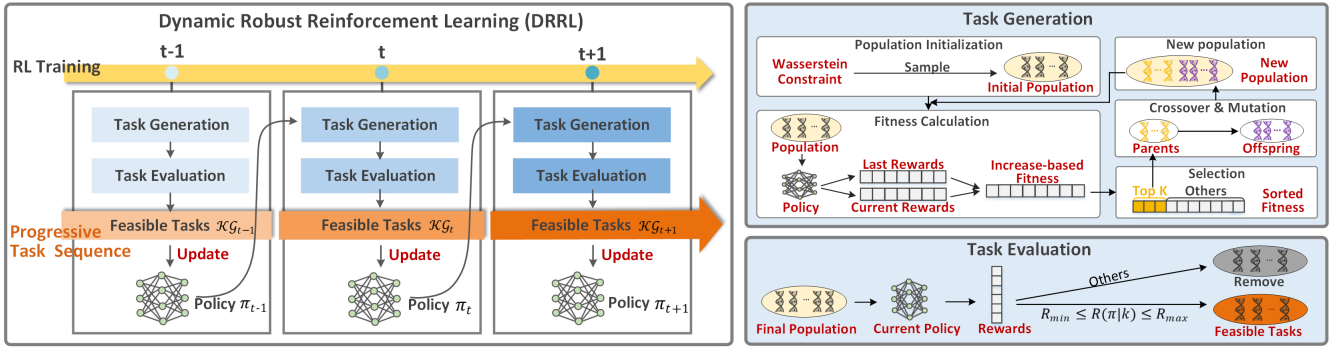 Dynamic Robust Reinforcement Learning (DRRL)
t-1
t
t+1
RL Training
Task Generation
Task Generation
Task Generation
Task Evaluation
Task Evaluation
Task Evaluation
Feasible Tasks 𝒦𝒢t−1
Feasible Tasks 𝒦𝒢t
Feasible Tasks 𝒦𝒢t+1
Progressive
Task Sequence
Update
Update
Update
Policy πt-1
Policy πt
Policy πt+1
Task Generation
Population Initialization
Wasserstein
Constraint
Sample
Initial Population
New population
New
Population
Crossover & Mutation
Parents
Offspring
Fitness Calculation
Population
Policy
Last Rewards
Current Rewards
Increase-based
Fitness
Selection
Top K
Others
Sorted
Fitness
Task Evaluation
Final Population
Current Policy
Rewards
Others
Remove
Rmin ≤ R(π|k) ≤ Rmax
Feasible Tasks